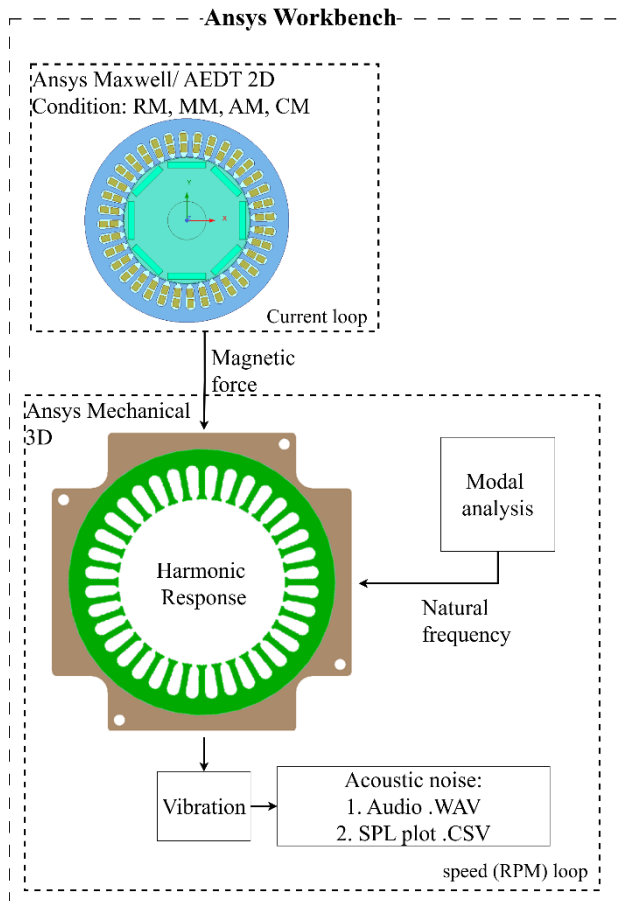 Ansys Workbench
Ansys Maxwell/ AEDT 2D
Condition: RM, MM, AM, CM
Y
X
Current loop
Magnetic
force
Ansys Mechanical
3D
Modal
analysis
Harmonic
Response
Natural
frequency
Vibration
Acoustic noise:
1. Audio .WAV
2. SPL plot .CSV
speed (RPM) loop